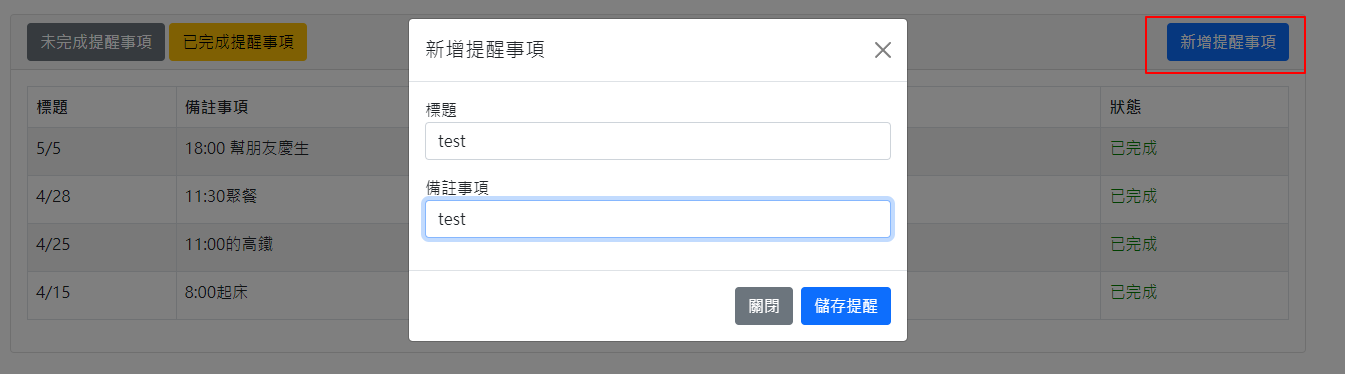 未完成提醒事項 已完成提醒事項 新增提醒事項
新增提醒事項
標題
test
備註事項
test
關閉 儲存提醒
標題 備註事項 狀態
5/5 18:00 幫朋友慶生 已完成
4/28 11:30聚餐 已完成
4/25 11:00的高鐵 已完成
4/15 8:00起床 已完成